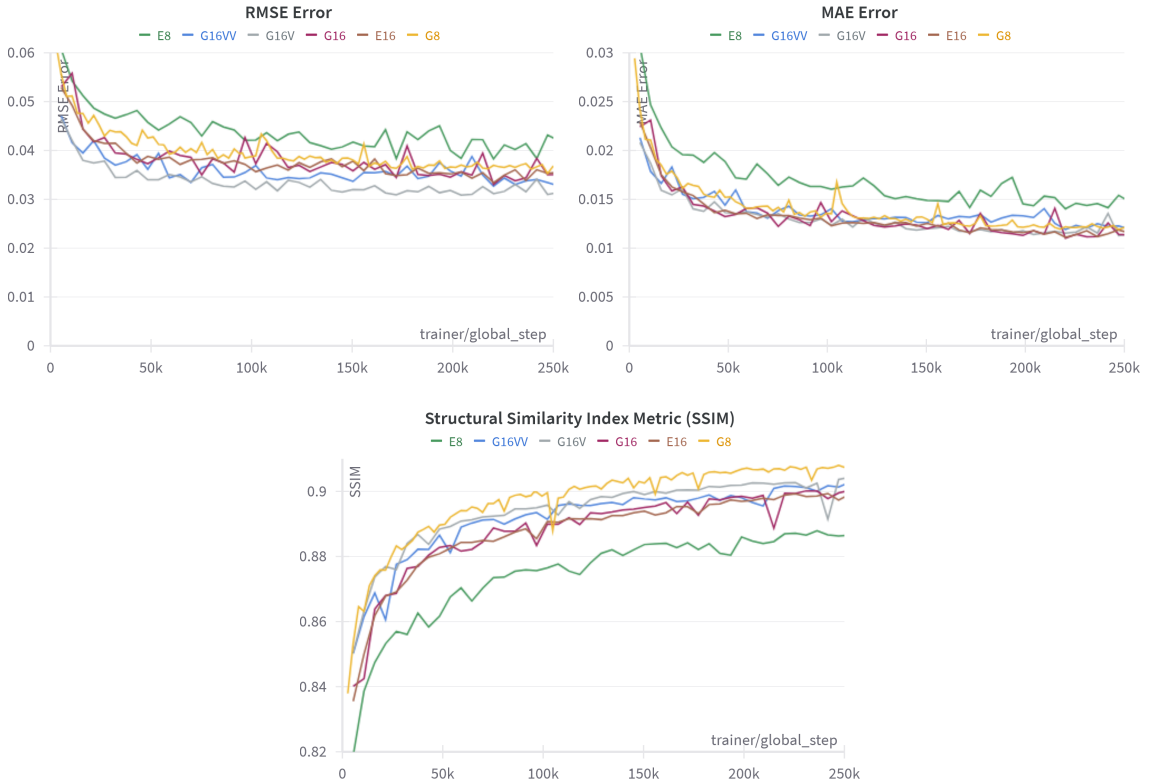 RMSE Error
E8 G16VV G16V G16 E16 G8
0.06
0.05
0.04
0.03
0.02
0.01
0
RMSE Error
trainer/global_step
0 50k 100k 150k 200k 250k
MAE Error
E8 G16VV G16V G16 E16 G8
0.03
0.025
0.02
0.015
0.01
0.005
0
MAE Error
trainer/global_step
0 50k 100k 150k 200k 250k
Structural Similarity Index Metric (SSIM)
E8 G16VV G16V G16 E16 G8
SSIM
0.9
0.88
0.86
0.84
0.82
trainer/global_step
0 50k 100k 150k 200k 250k